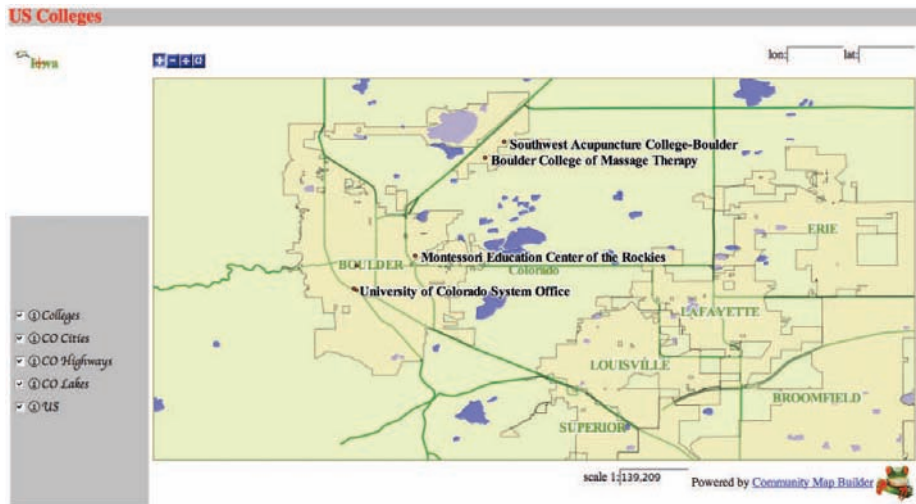 US Colleges
Iowa
lon:
lat:
Southwest Acupuncture College-Boulder
Boulder College of Massage Therapy
ERIE
Montessori Education Center of the Rockies
BOULDER
Colorado
University of Colorado System Office
LAFAYETTE
Colleges
CO Cities
CO Highways
LOUISVILLE
CO Lakes
BROOMFIELD
US
SUPERIOR
scale 1:139,209
Powered by Community Map Builder